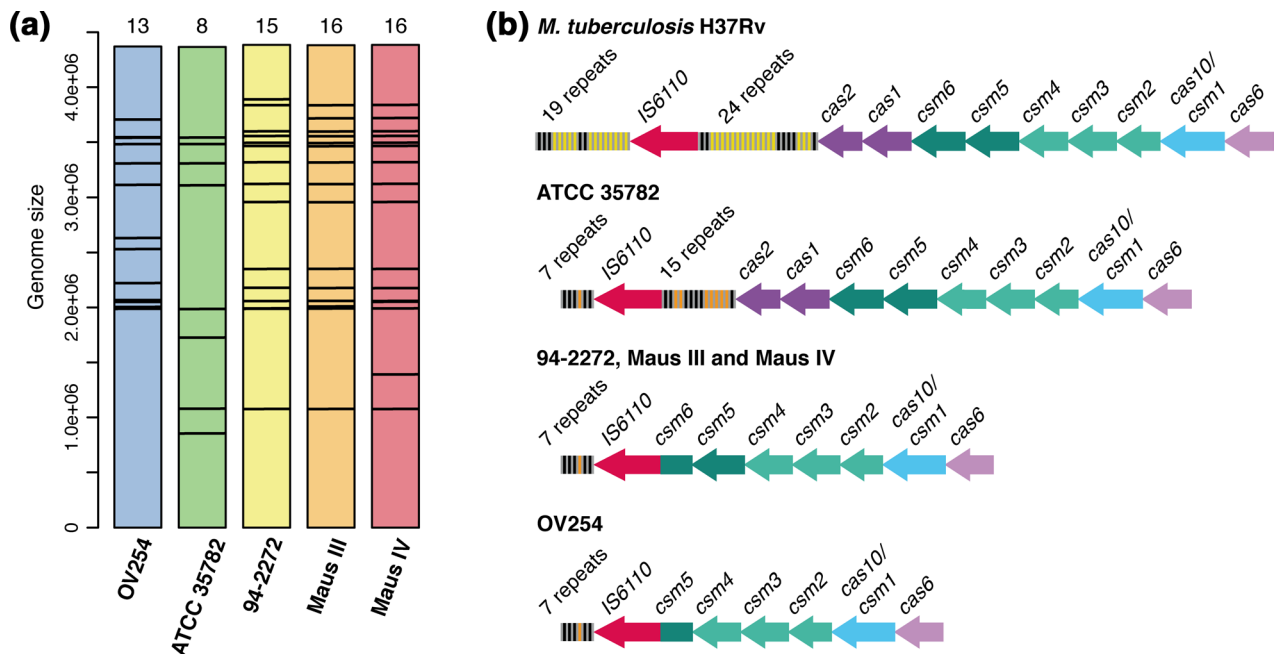 (a)
13 8 15 16 16
Genome size
4.0e+06
3.0e+06
2.0e+06
1.0e+06
0
OV254
ATCC 35782
94-2272
Maus III
Maus IV
(b)
M. tuberculosis H37Rv
19 repeats IS6110 24 repeats cas2 cas1 csm6 csm5 csm4 csm3 csm2 cas10/ csm1 cas6
ATCC 35782
7 repeats IS6110 15 repeats cas2 cas1 csm6 csm5 csm4 csm3 csm2 cas10/ csm1 cas6
94-2272, Maus III and Maus IV
7 repeats IS6110 csm6 csm5 csm4 csm3 csm2 cas10/ csm1 cas6
OV254
7 repeats IS6110 csm5 csm4 csm3 csm2 cas10/ csm1 cas6